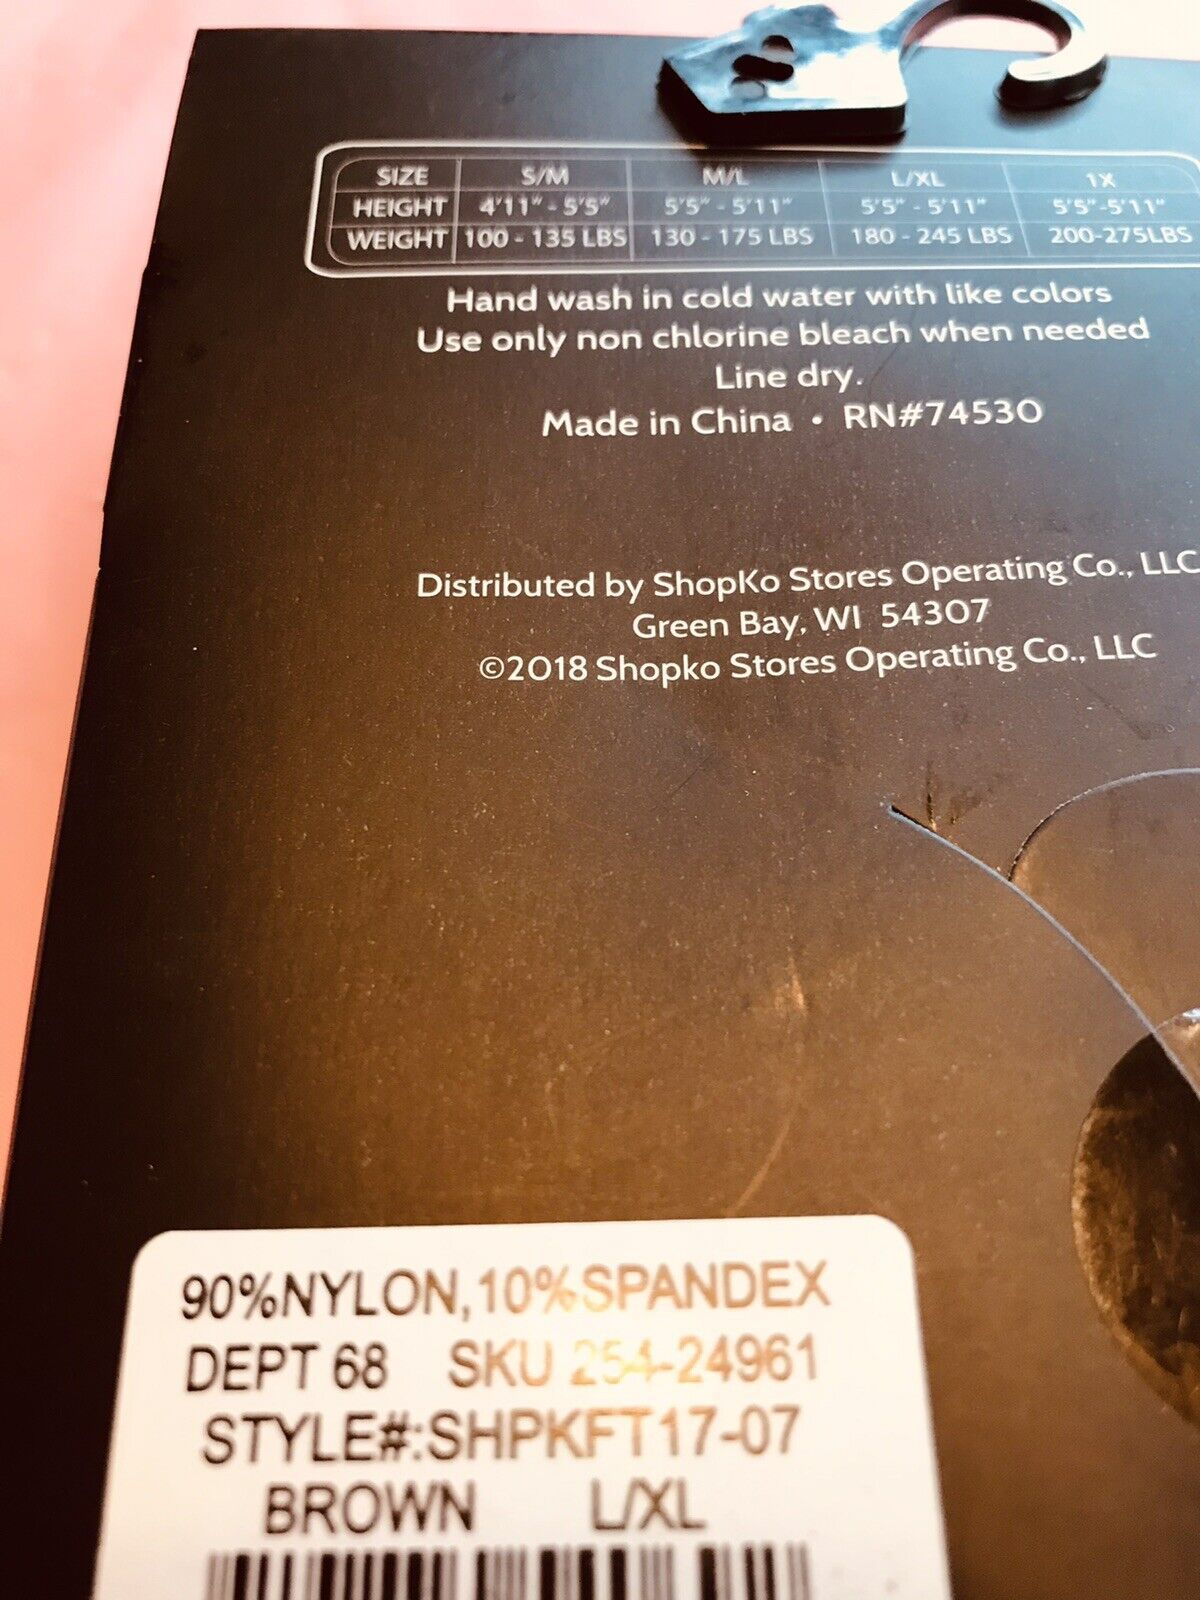 SIZE S/M M/L L/XL 1X
HEIGHT 4'11" - 5'5" 5'5" - 5'11" 5'5" - 5'11" 5'5"-5'11"
WEIGHT 100 - 135 LBS 130 - 175 LBS 180 - 245 LBS 200-275LBS
Hand wash in cold water with like colors
Use only non chlorine bleach when needed
Line dry.
Made in China • RN#74530
Distributed by ShopKo Stores Operating Co., LLC
Green Bay, WI 54307
©2018 Shopko Stores Operating Co., LLC
90%NYLON,10%SPANDEX
DEPT 68 SKU 254-24961
STYLE#:SHPKFT17-07
BROWN L/XL